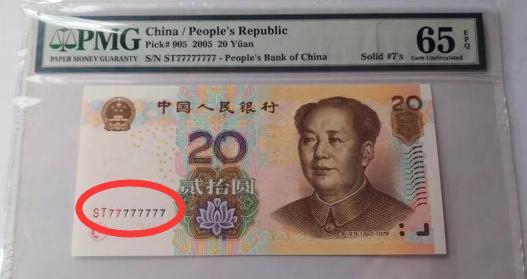 PMG
PAPER MONEY GUARANTY
China / People's Republic
Pick# 905 2005 20 Yüan
S/N ST77777777 - People's Bank of China
Solid #7's
65 EPQ
Gem Uncirculated
中国人民银行
20
20
贰拾圆
ST77777777